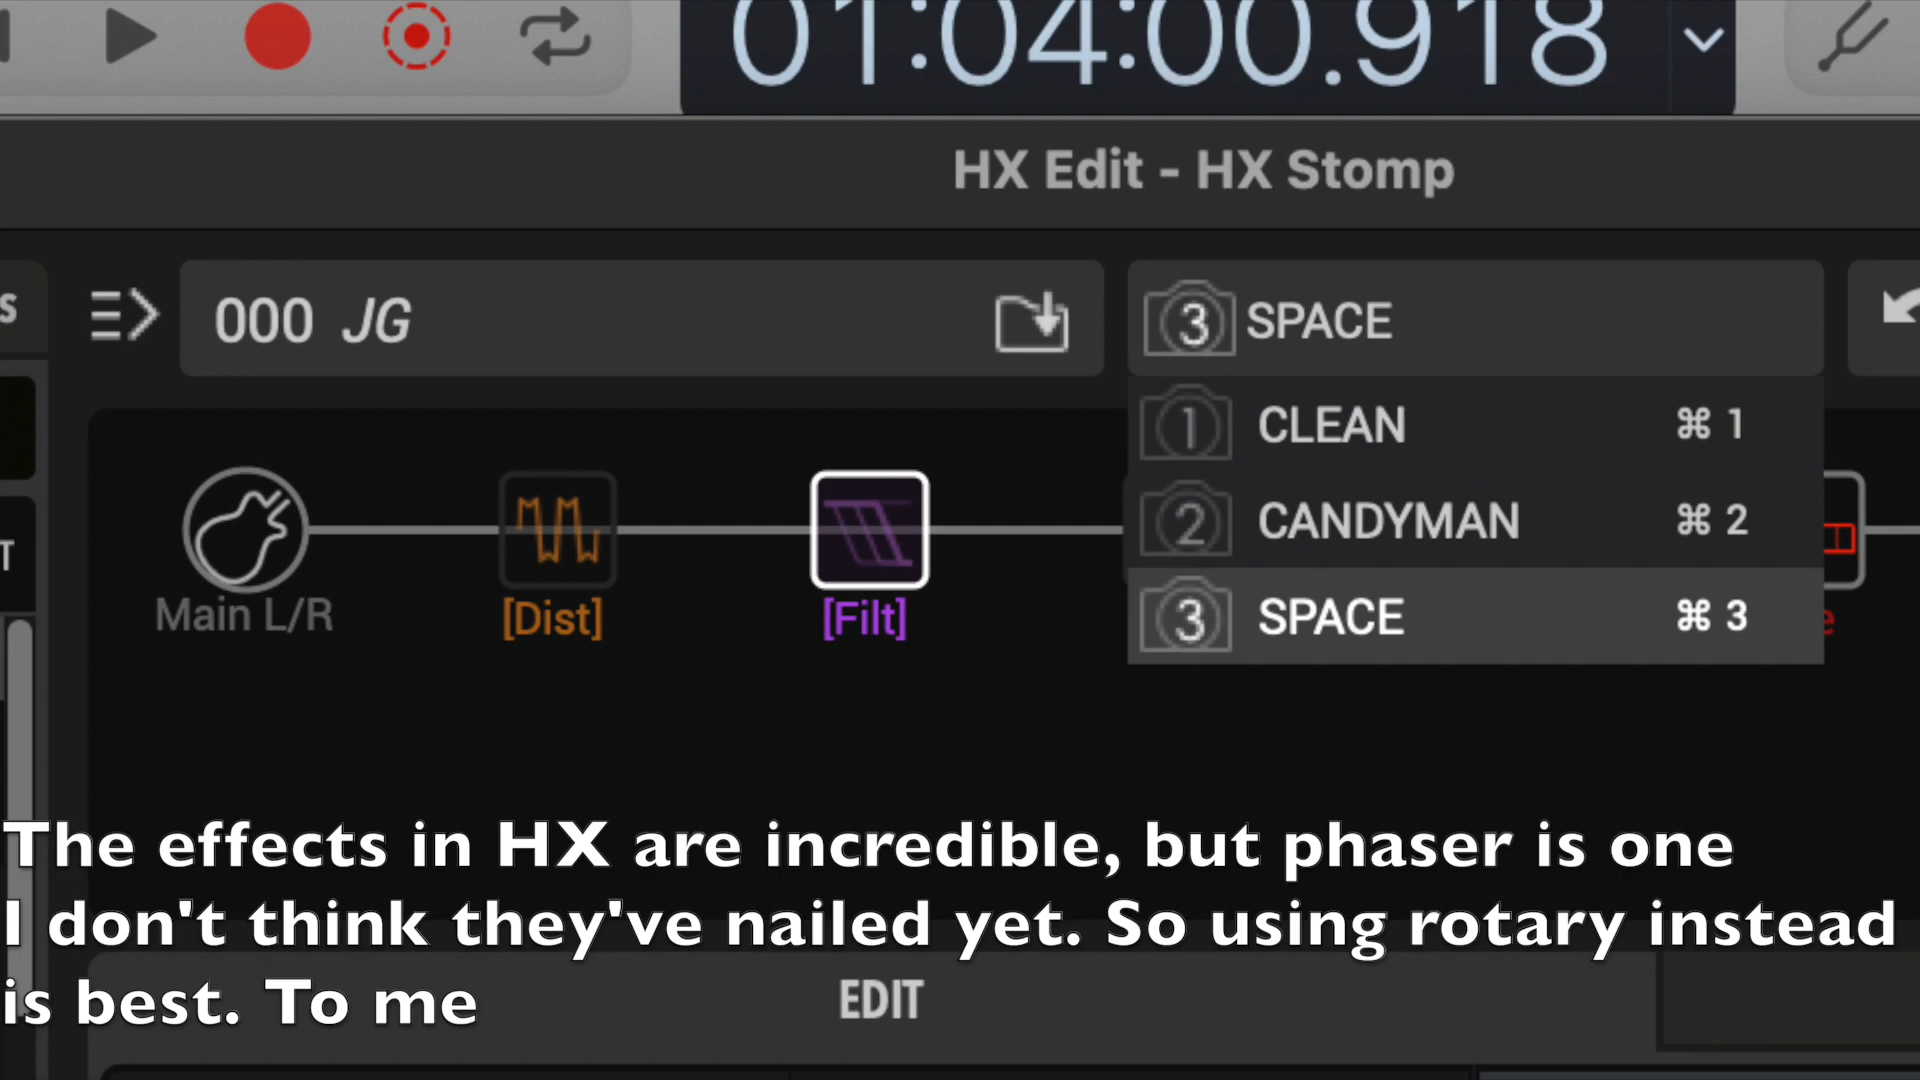 01:04:00.918
HX Edit - HX Stomp
S
000 JG
3 SPACE
1 CLEAN ⌘ 1
2 CANDYMAN ⌘ 2
3 SPACE ⌘ 3
T
Main L/R
[Dist]
[Filt]
e
The effects in HX are incredible, but phaser is one
I don't think they've nailed yet. So using rotary instead
is best. To me
EDIT